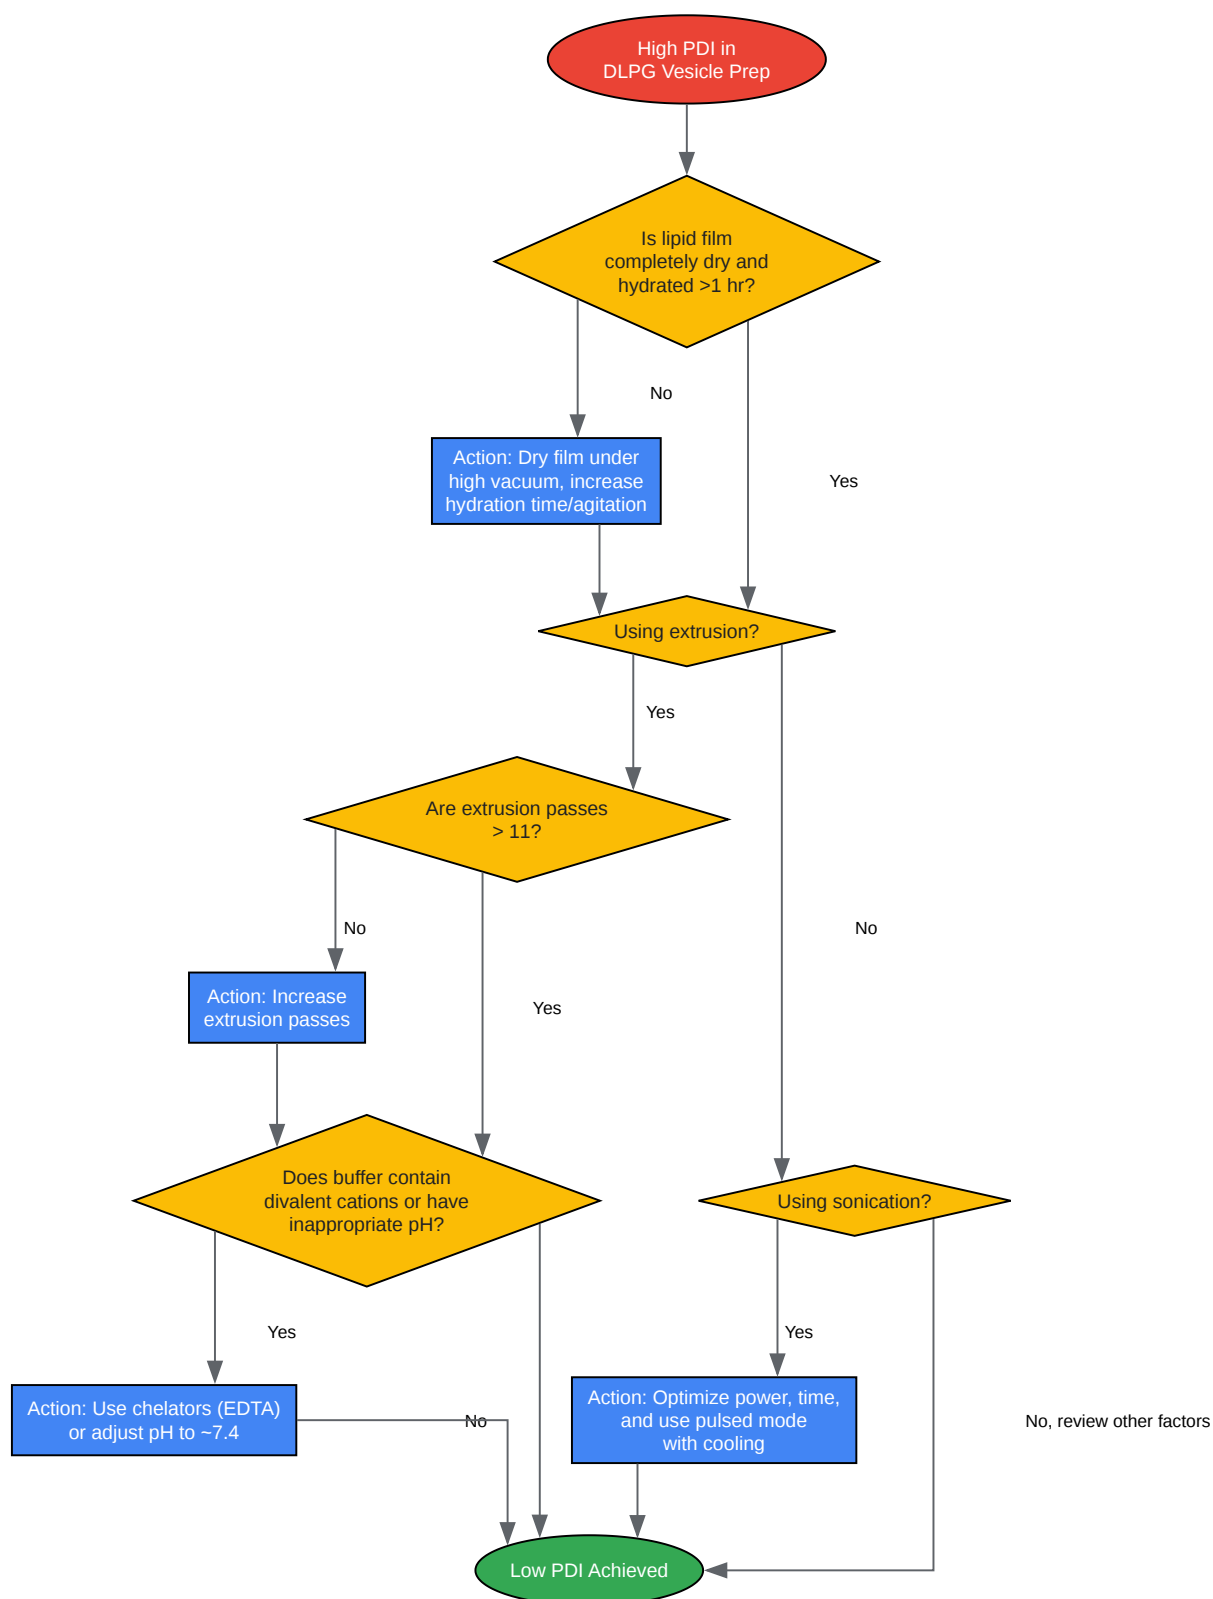 High PDI in
DLPG Vesicle Prep
Is lipid film
completely dry and
hydrated >1 hr?
No
Action: Dry film under
high vacuum, increase
hydration time/agitation
Yes
Using extrusion?
Yes
Are extrusion passes
> 11?
No
No
Action: Increase
extrusion passes
Yes
Does buffer contain
divalent cations or have
inappropriate pH?
Using sonication?
Yes
Yes
Action: Use chelators (EDTA)
or adjust pH to ~7.4
No
Action: Optimize power, time,
and use pulsed mode
with cooling
No, review other factors
Low PDI Achieved